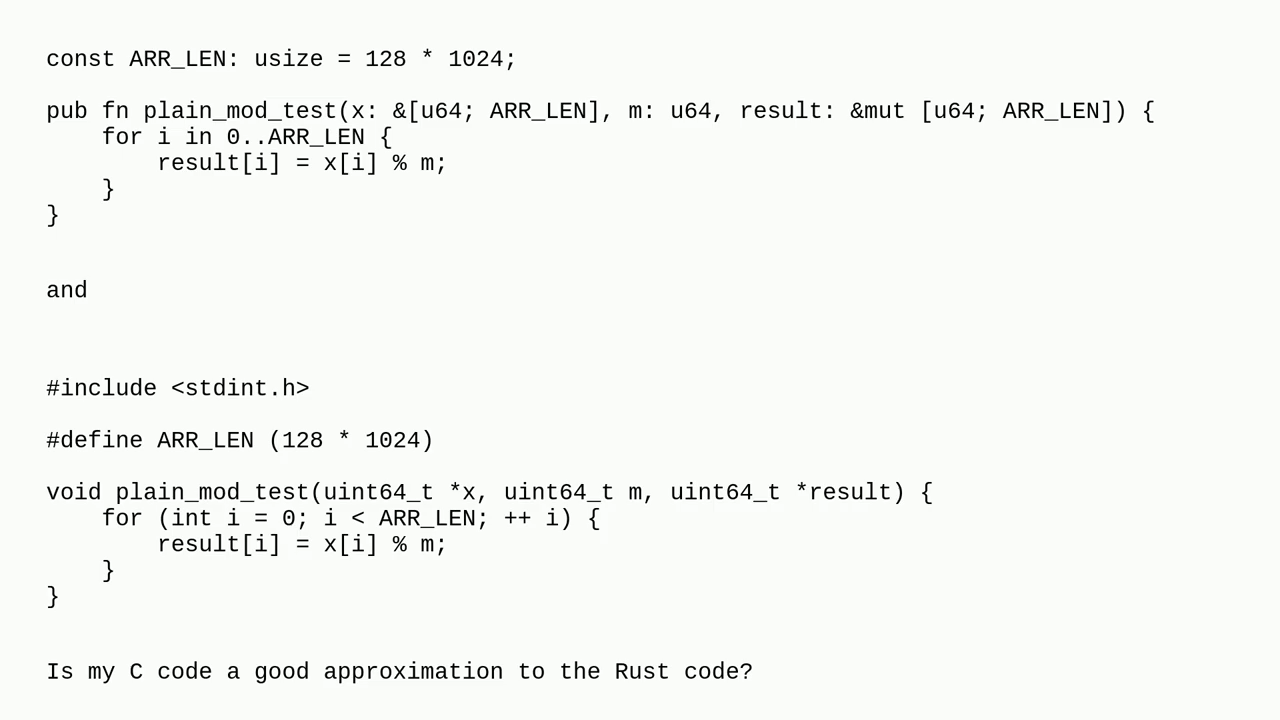 const ARR_LEN: usize = 128 * 1024;
pub fn plain_mod_test(x: &[u64; ARR_LEN], m: u64, result: &mut [u64; ARR_LEN]) {
    for i in 0..ARR_LEN {
        result[i] = x[i] % m;
    }
}
and
#include <stdint.h>
#define ARR_LEN (128 * 1024)
void plain_mod_test(uint64_t *x, uint64_t m, uint64_t *result) {
    for (int i = 0; i < ARR_LEN; ++ i) {
        result[i] = x[i] % m;
    }
}
Is my C code a good approximation to the Rust code?